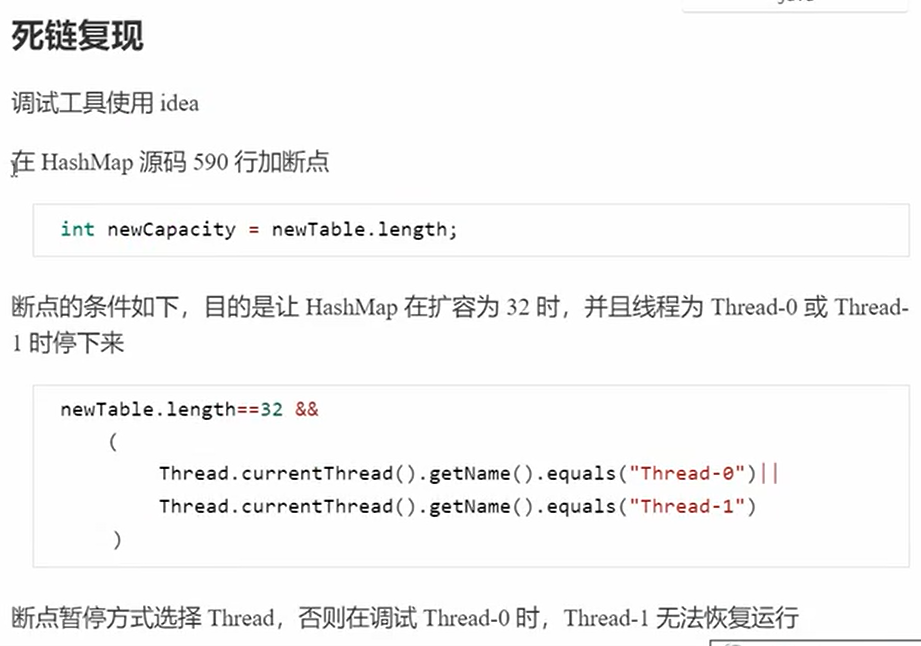 死链复现
调试工具使用 idea
在 HashMap 源码 590 行加断点
int newCapacity = newTable.length;
断点的条件如下，目的是让 HashMap 在扩容为 32 时，并且线程为 Thread-0 或 Thread-
1 时停下来
newTable.length==32 &&
(
Thread.currentThread().getName().equals("Thread-0")||
Thread.currentThread().getName().equals("Thread-1")
)
断点暂停方式选择 Thread，否则在调试 Thread-0 时，Thread-1 无法恢复运行